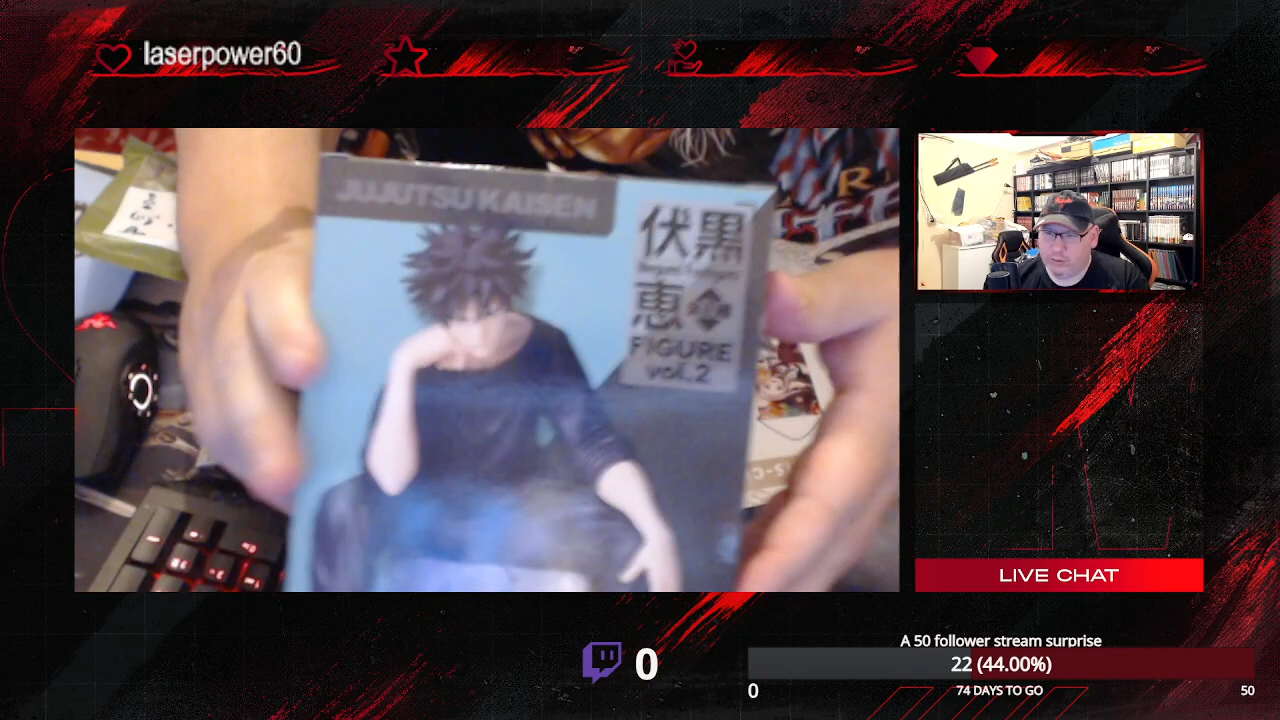 laserpower60
JUJUTSU KAISEN
伏黒
恵
FIGURE
vol.2
LIVE CHAT
A 50 follower stream surprise
0
22 (44.00%)
0
74 DAYS TO GO
50